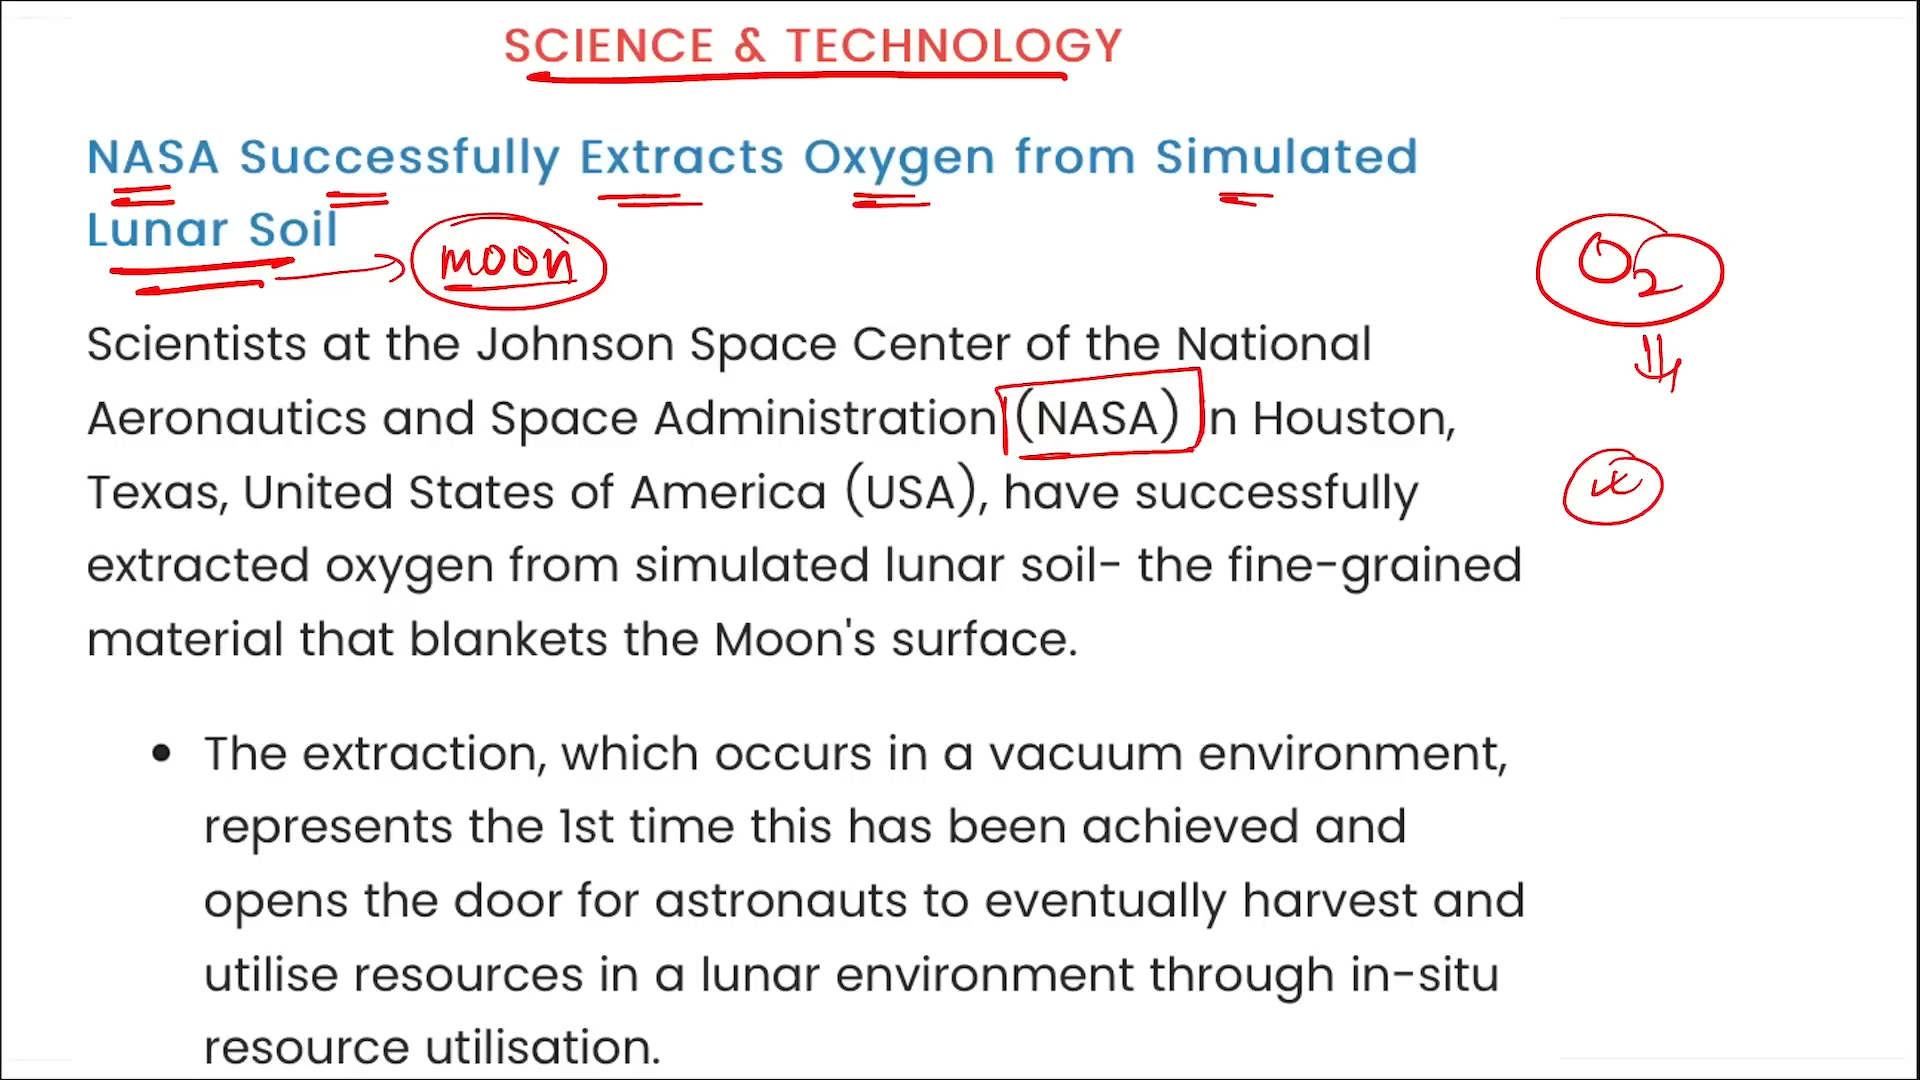 SCIENCE & TECHNOLOGY
NASA Successfully Extracts Oxygen from Simulated
Lunar Soil
moon
O2
Scientists at the Johnson Space Center of the National
Aeronautics and Space Administration (NASA) in Houston,
Texas, United States of America (USA), have successfully
extracted oxygen from simulated lunar soil- the fine-grained
material that blankets the Moon's surface.
• The extraction, which occurs in a vacuum environment,
represents the 1st time this has been achieved and
opens the door for astronauts to eventually harvest and
utilise resources in a lunar environment through in-situ
resource utilisation.